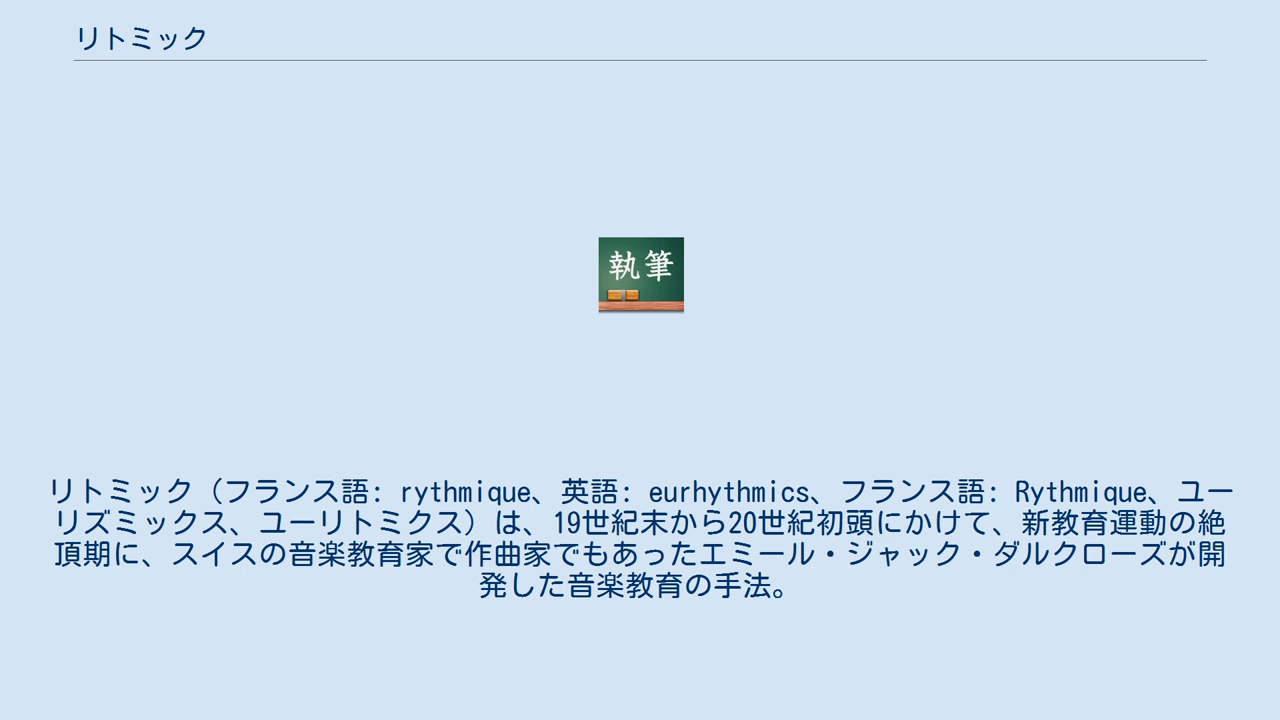 リトミック
執筆
リトミック（フランス語: rythmique、英語: eurhythmics、フランス語: Rythmique、ユー
リズミックス、ユーリトミクス）は、19世紀末から20世紀初頭にかけて、新教育運動の絶
頂期に、スイスの音楽教育家で作曲家でもあったエミール・ジャック・ダルクローズが開
発した音楽教育の手法。